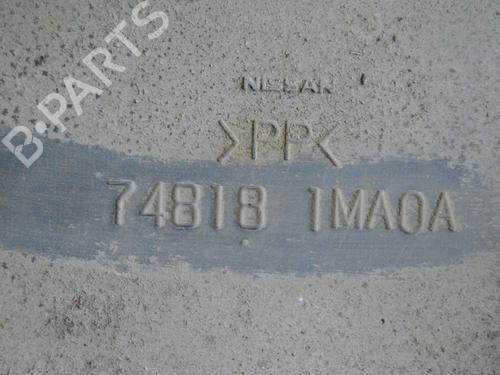 B-PARTS
NISSAN
>PP<
74818 1MA0A